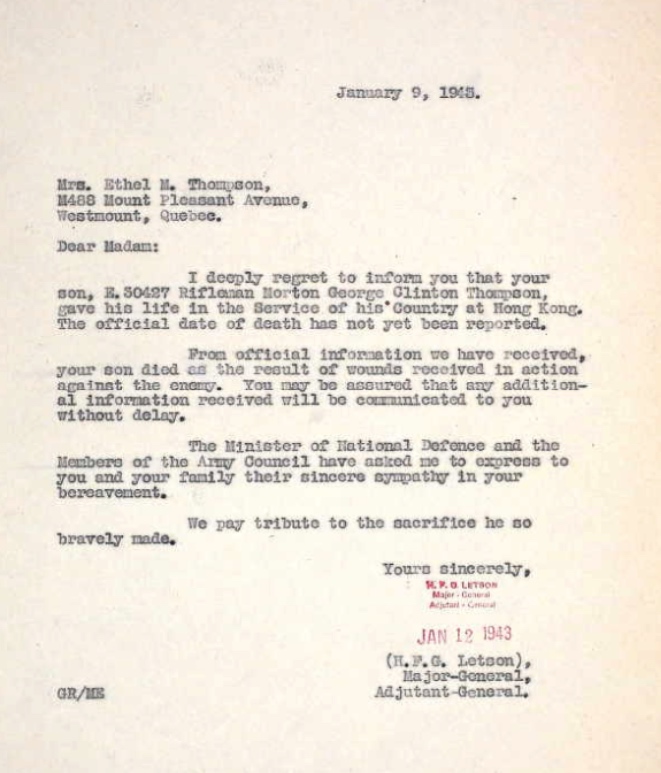 January 9, 1943.
Mrs. Ethel M. Thompson,
M488 Mount Pleasant Avenue,
Westmount, Quebec.
Dear Madam:
I deeply regret to inform you that your
son, E.30427 Rifleman Morton George Clinton Thompson,
gave his life in the Service of his Country at Hong Kong.
The official date of death has not yet been reported.
From official information we have received,
your son died as the result of wounds received in action
against the enemy. You may be assured that any addition-
al information received will be communicated to you
without delay.
The Minister of National Defence and the
Members of the Army Council have asked me to express to
you and your family their sincere sympathy in your
bereavement.
We pay tribute to the sacrifice he so
bravely made.
Yours sincerely,
H. F. G. LETSON
Major - General
Adjutant - General
JAN 12 1943
(H.F.G. Letson),
Major-General,
Adjutant-General.
GR/ME